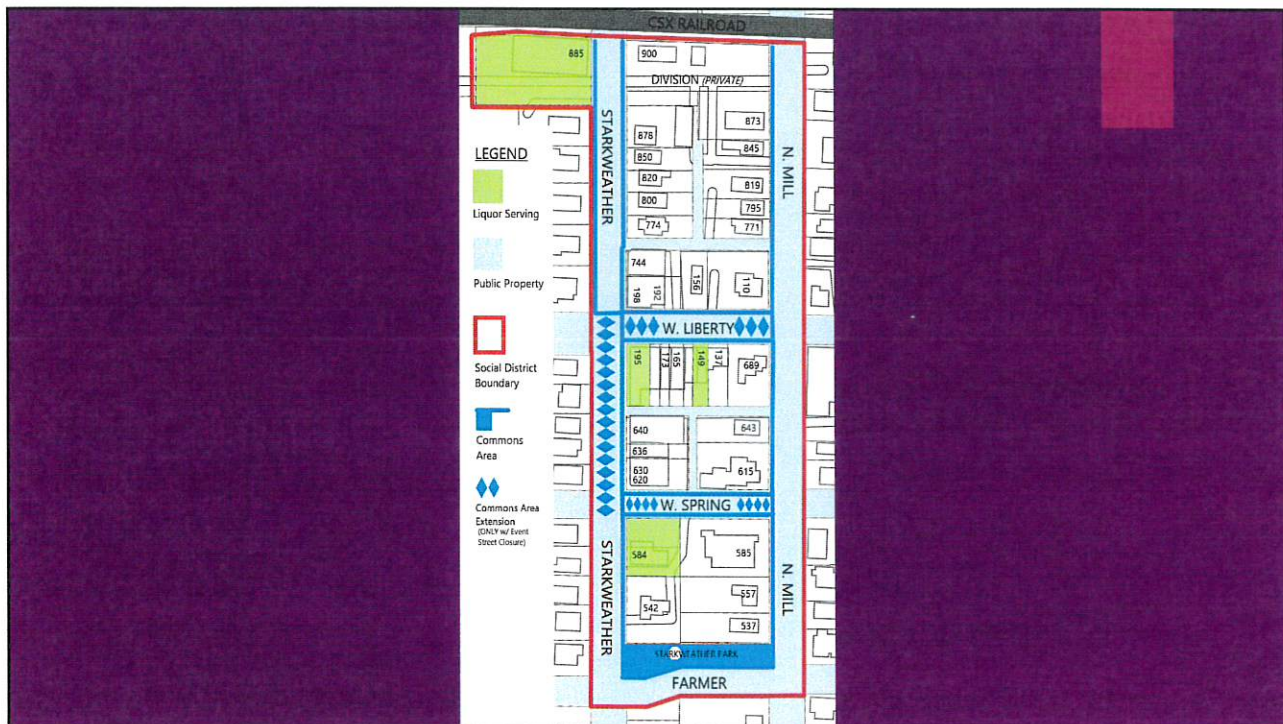 CSX RAILROAD
885
900
DIVISION (PRIVATE)
STARKWEATHER
N. MILL
873
878
845
850
820
819
800
795
774
771
LEGEND
Liquor Serving
Public Property
Social District
Boundary
Commons
Area
Commons Area
Extension
(ONLY w/ Event
Street Closure)
744
192
198
156
110
W. LIBERTY
195
173
165
149
137
689
640
643
636
630
620
615
W. SPRING
STARKWEATHER
N. MILL
584
585
557
542
537
STARKWEATHER PARK
FARMER